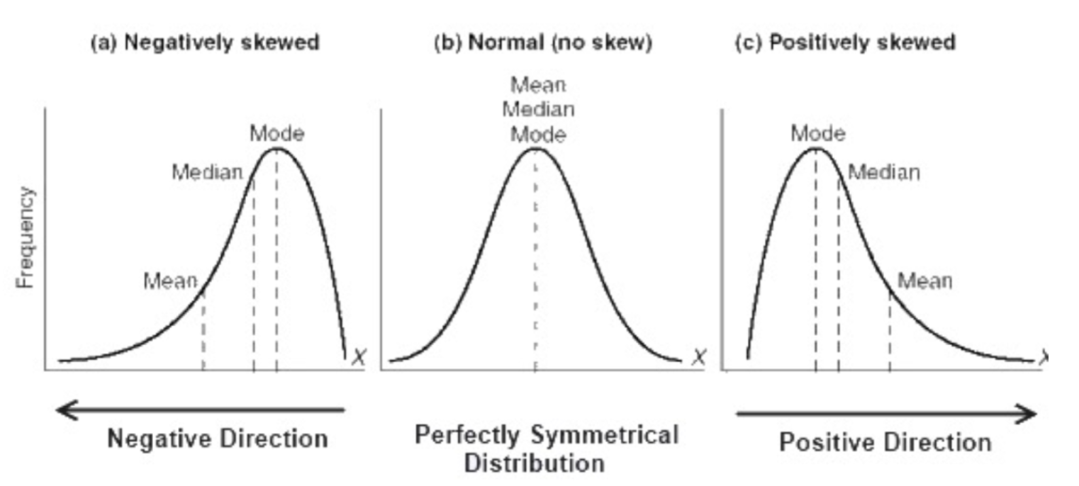 (a) Negatively skewed
(b) Normal (no skew)
(c) Positively skewed
Mean
Median
Mode
Mode
Median
Mean
Mode
Median
Mean
Frequency
X
X
X
Negative Direction
Perfectly Symmetrical
Distribution
Positive Direction